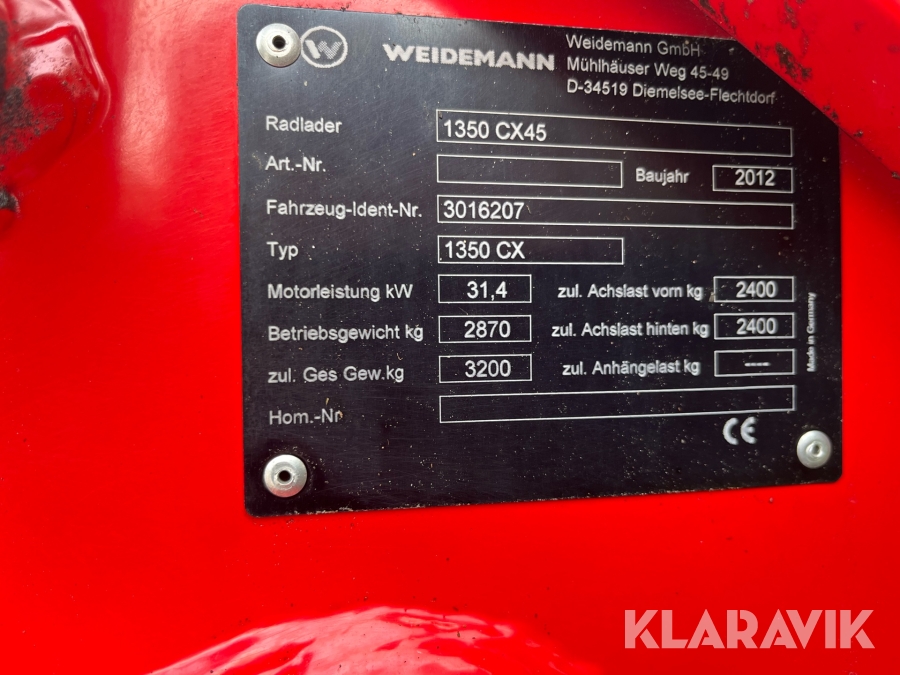 W WEIDEMANN
Weidemann GmbH
Mühlhäuser Weg 45-49
D-34519 Diemelsee-Flechtdorf
Radlader 1350 CX45
Art.-Nr. Baujahr 2012
Fahrzeug-Ident-Nr. 3016207
Typ 1350 CX
Motorleistung kW 31,4 zul. Achslast vorn kg 2400
Betriebsgewicht kg 2870 zul. Achslast hinten kg 2400
zul. Ges Gew.kg 3200 zul. Anhängelast kg ----
Hom.-Nr
Made in Germany
CE
KLARAVIK